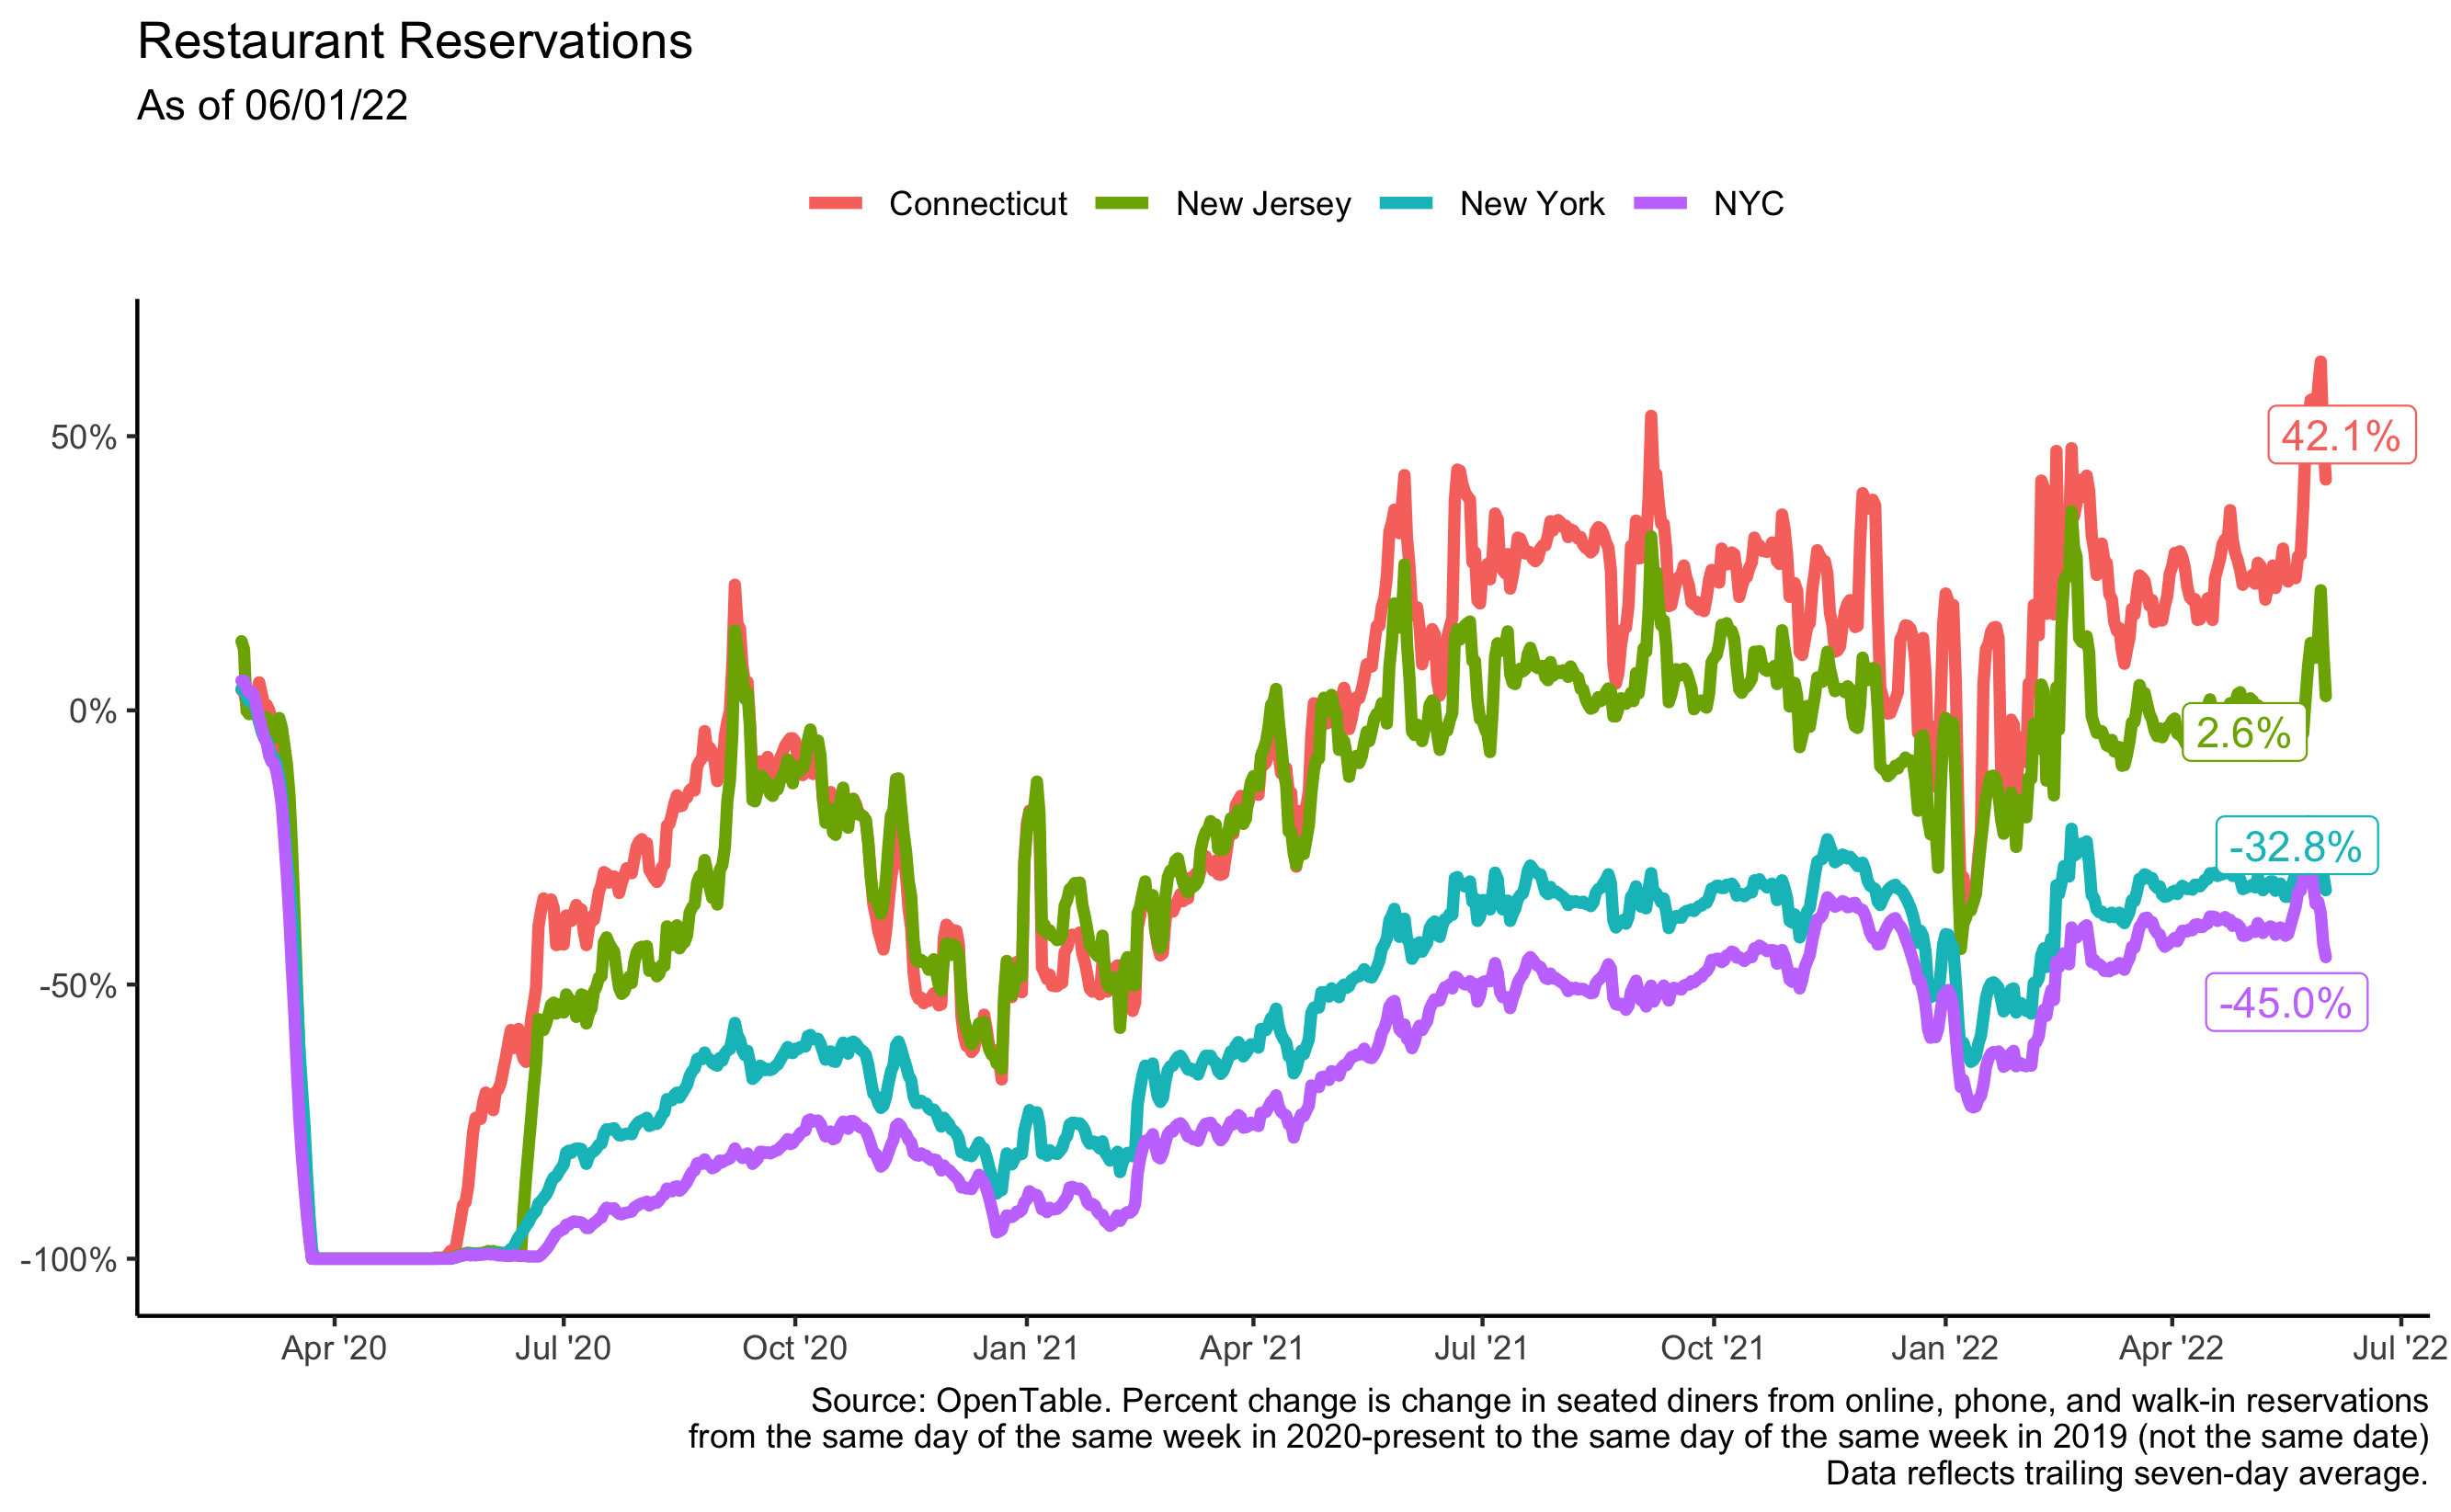 Restaurant Reservations
As of 06/01/22
Connecticut New Jersey New York NYC
50%
0%
-50%
-100%
42.1%
2.6%
-32.8%
-45.0%
Apr '20 Jul '20 Oct '20 Jan '21 Apr '21 Jul '21 Oct '21 Jan '22 Apr '22 Jul '22
Source: OpenTable. Percent change is change in seated diners from online, phone, and walk-in reservations
from the same day of the same week in 2020-present to the same day of the same week in 2019 (not the same date)
Data reflects trailing seven-day average.